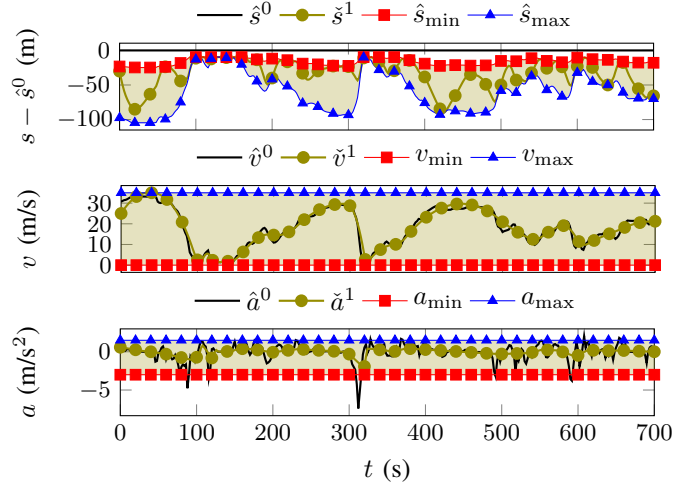 ŝ⁰ š¹ ŝmin ŝmax
s − ŝ⁰ (m)
0
−50
−100
v̂⁰ v̌¹ vmin vmax
v (m/s)
30
20
10
0
â⁰ ǎ¹ amin amax
a (m/s²)
0
−5
0 100 200 300 400 500 600 700
t (s)